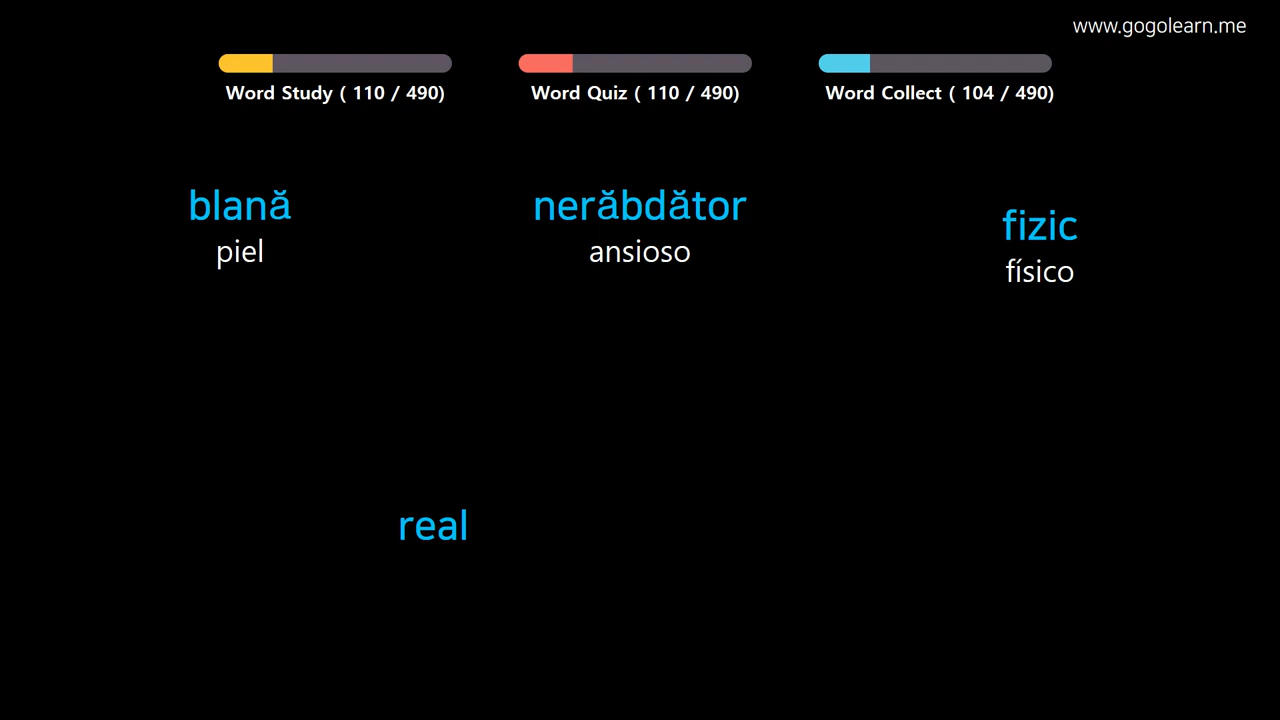 www.gogolearn.me
Word Study ( 110 / 490)
Word Quiz ( 110 / 490)
Word Collect ( 104 / 490)
blană
piel
nerăbdător
ansioso
fizic
físico
real